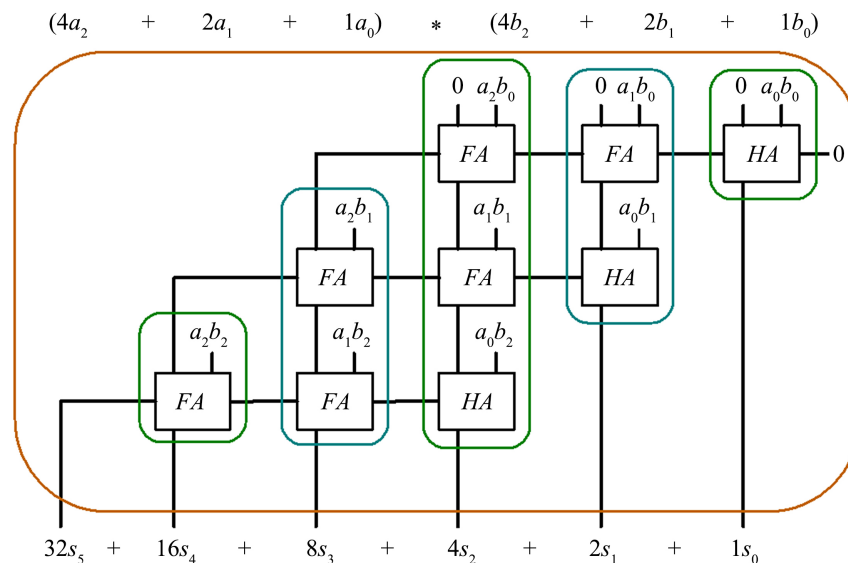 (4a₂ + 2a₁ + 1a₀) * (4b₂ + 2b₁ + 1b₀)
0 a₂b₀ 0 a₁b₀ 0 a₀b₀
FA FA HA 0
a₂b₁ a₁b₁ a₀b₁
FA FA HA
a₂b₂ a₁b₂ a₀b₂
FA FA HA
32s₅ + 16s₄ + 8s₃ + 4s₂ + 2s₁ + 1s₀